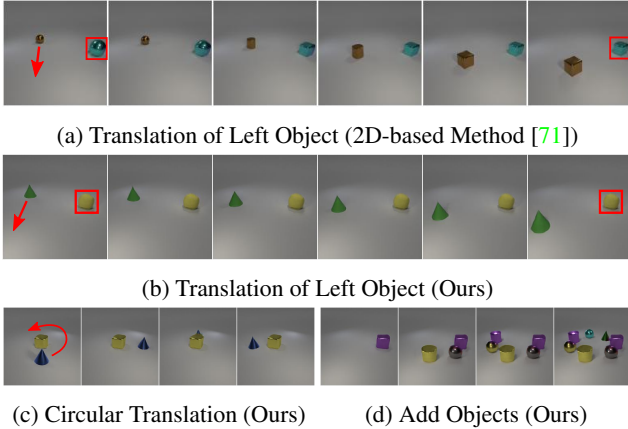 (a) Translation of Left Object (2D-based Method [71])
(b) Translation of Left Object (Ours)
(c) Circular Translation (Ours) (d) Add Objects (Ours)